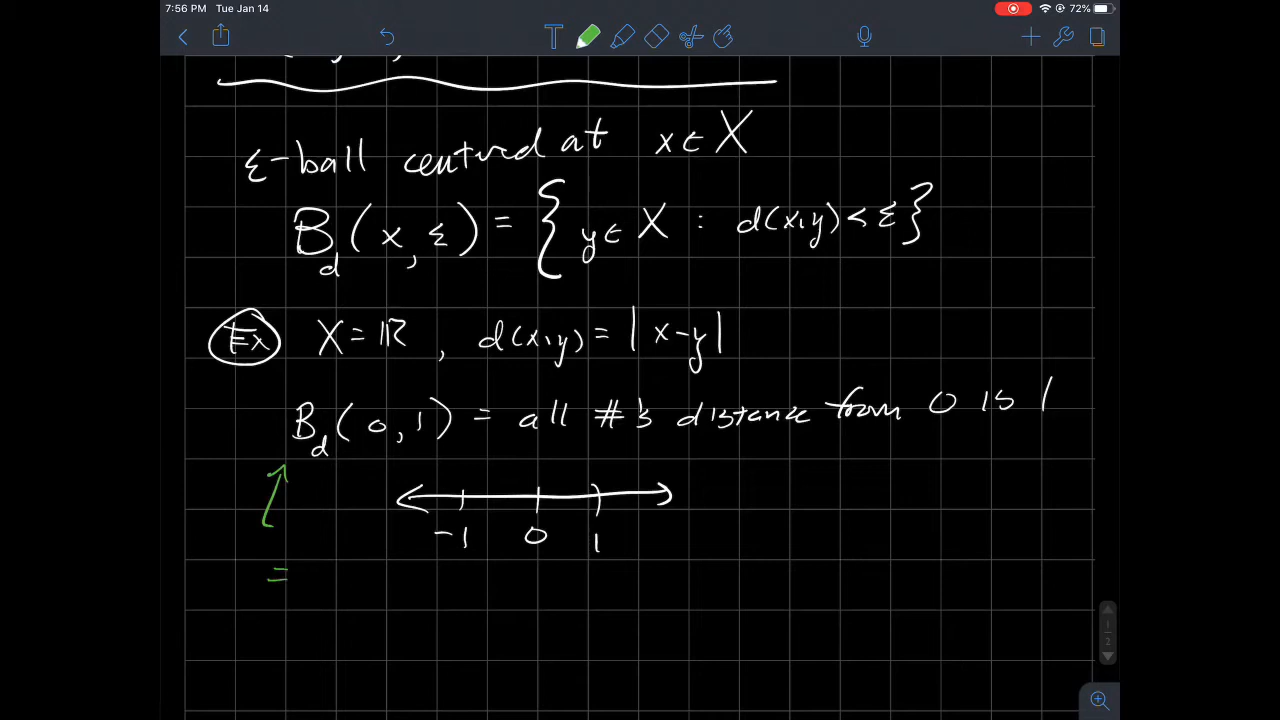 7:56 PM Tue Jan 14 72%
ε-ball centred at x ∈ X
B_d(x, ε) = { y ∈ X : d(x,y) < ε }
Ex X = ℝ, d(x,y) = |x-y|
B_d(0, 1) = all #'s distance from 0 is 1
-1 0 1
=